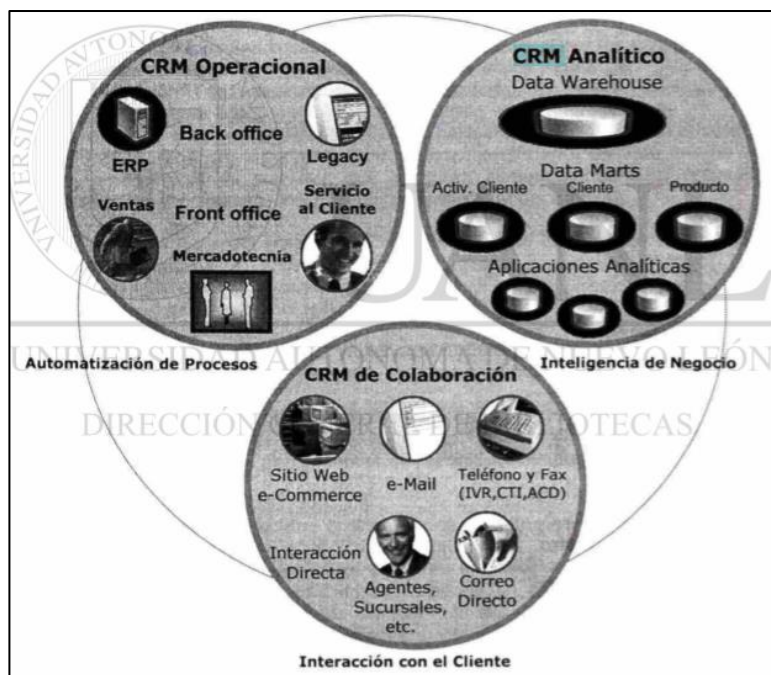 CRM Operacional
Back office
ERP
Legacy
Ventas
Front office
Servicio
al Cliente
Mercadotecnia
Automatización de Procesos
CRM Analítico
Data Warehouse
Data Marts
Activ. Cliente
Cliente
Producto
Aplicaciones Analíticas
Inteligencia de Negocio
UNIVERSIDAD AUTÓNOMA DE NUEVO LEÓN
DIRECCIÓN GENERAL DE BIBLIOTECAS
CRM de Colaboración
Sitio Web
e-Commerce
e-Mail
Teléfono y Fax
(IVR,CTI,ACD)
Interacción
Directa
Agentes,
Sucursales,
etc.
Correo
Directo
Interacción con el Cliente